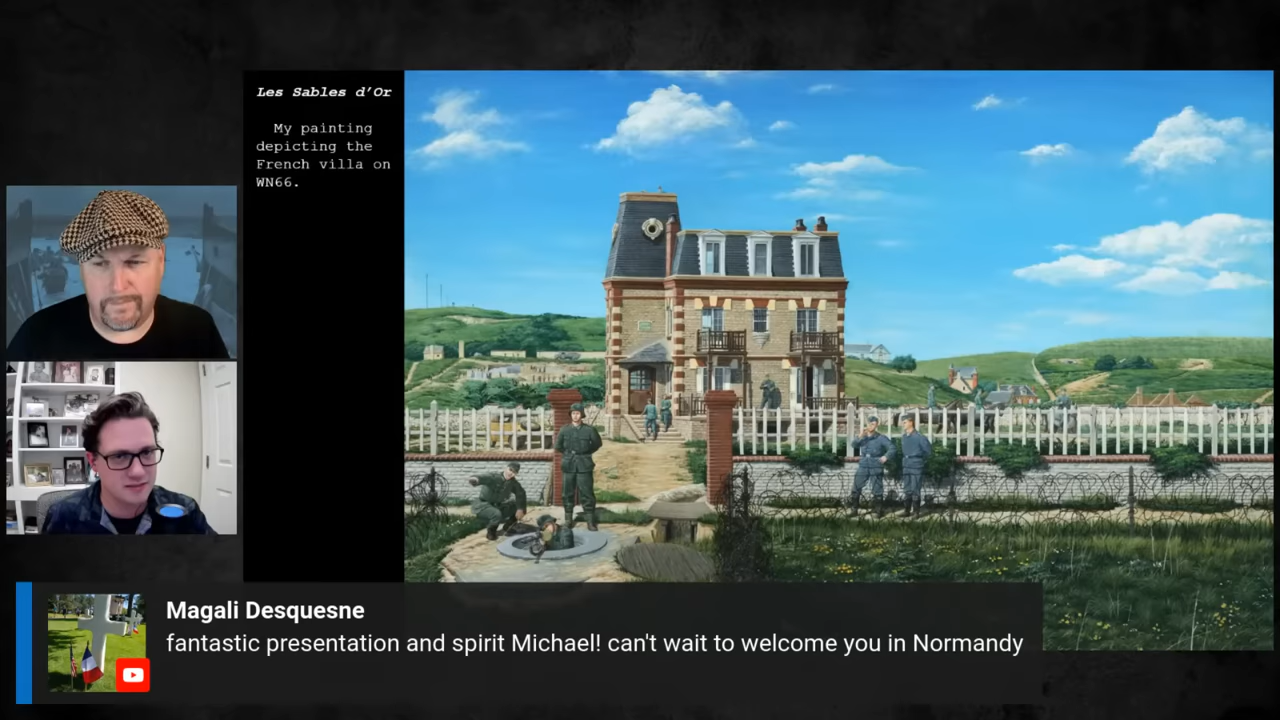 Les Sables d’Or
My painting
depicting the
French villa on
WN66.
Magali Desquesne
fantastic presentation and spirit Michael! can't wait to welcome you in Normandy